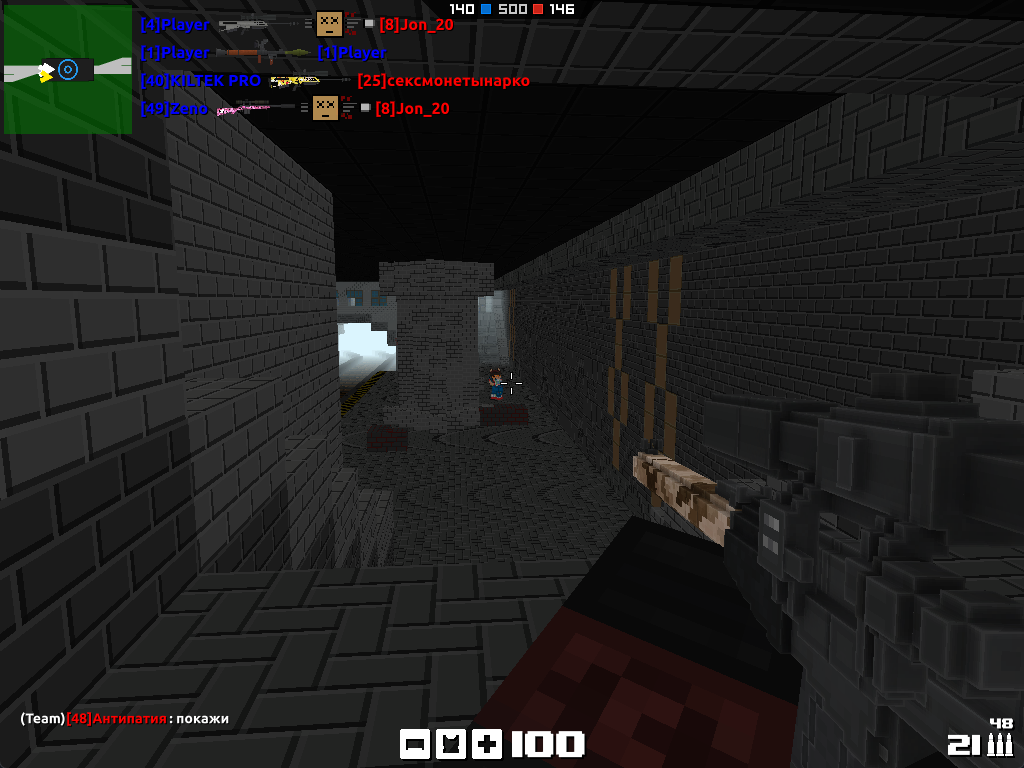 140 500 146
[4]Player [8]Jon_20
[1]Player [1]Player
[40]KILTEK PRO [25]сексмонетынарко
[49]Zeno [8]Jon_20
(Team)[48]Антипатия: покажи
100
48
21